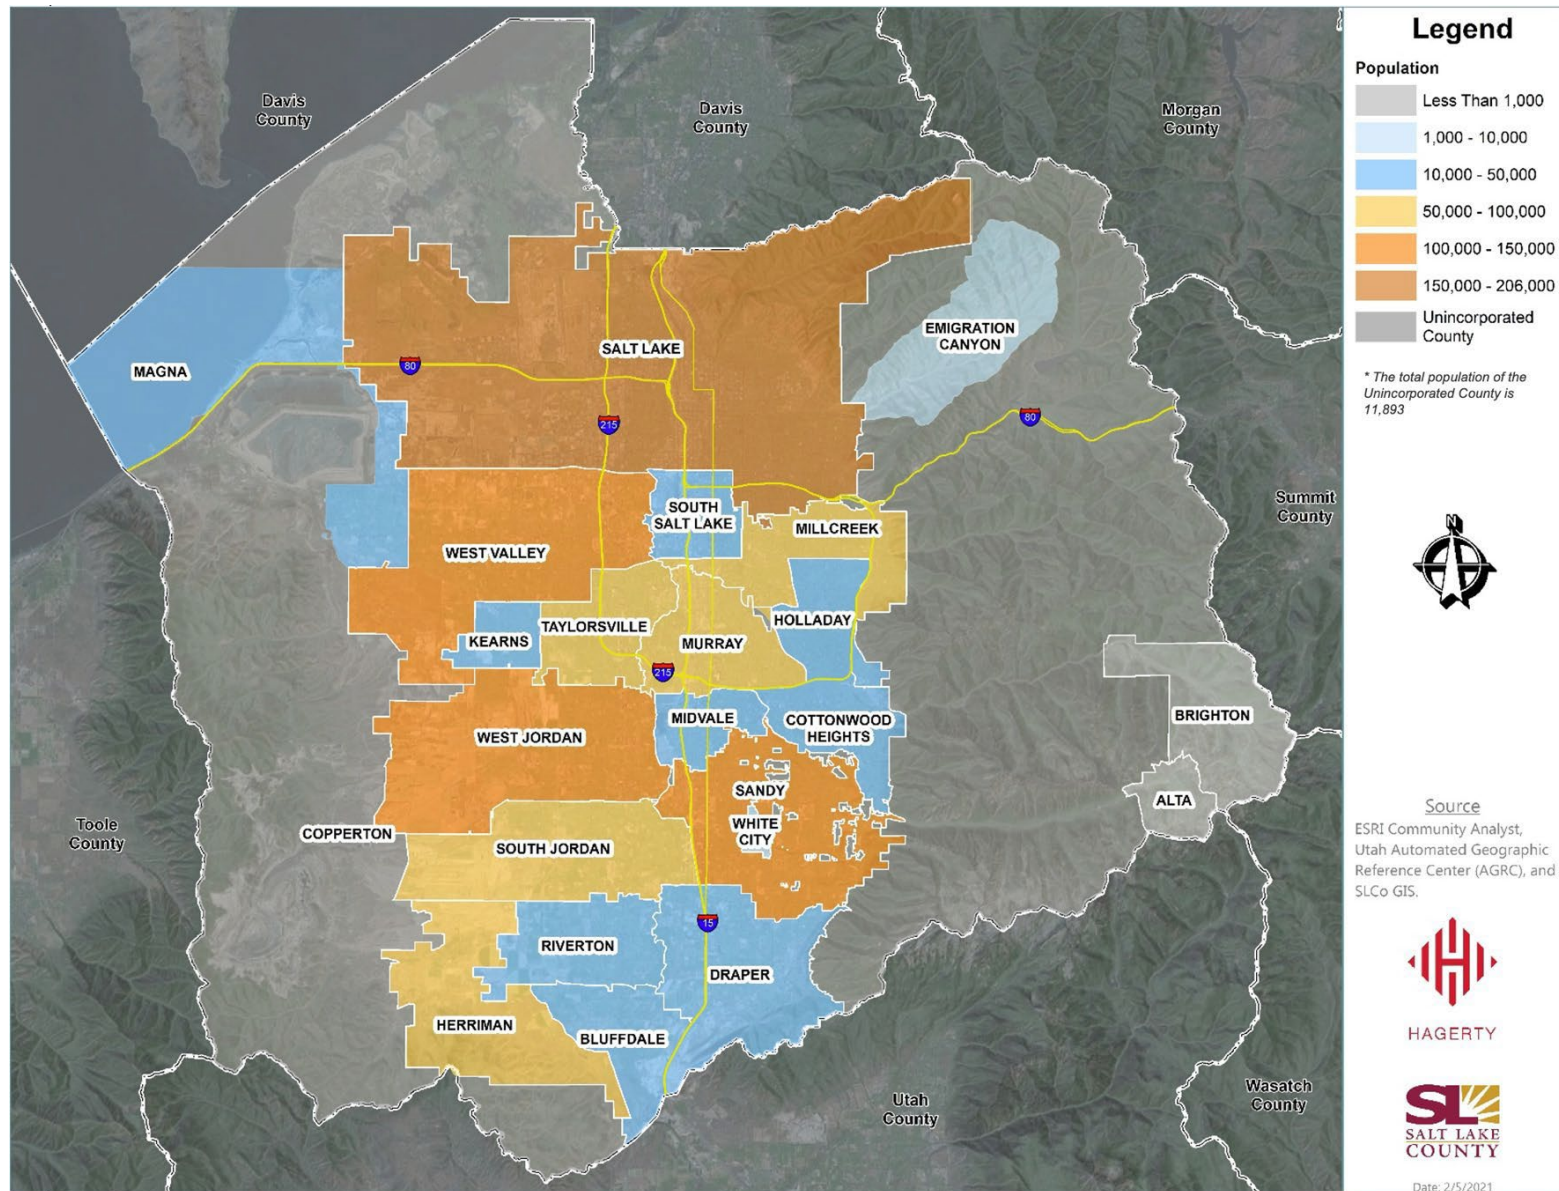 Legend
Population
Less Than 1,000
1,000 - 10,000
10,000 - 50,000
50,000 - 100,000
100,000 - 150,000
150,000 - 206,000
Unincorporated
County
* The total population of the
Unincorporated County is
11,893
N
Source
ESRI Community Analyst,
Utah Automated Geographic
Reference Center (AGRC), and
SLCo GIS.
HAGERTY
SL
SALT LAKE
COUNTY
Date: 2/5/2021
Davis
County
Davis
County
Morgan
County
EMIGRATION
CANYON
SALT LAKE
MAGNA
80
80
215
Summit
County
SOUTH
SALT LAKE
MILLCREEK
WEST VALLEY
HOLLADAY
TAYLORSVILLE
KEARNS
MURRAY
215
BRIGHTON
MIDVALE
COTTONWOOD
HEIGHTS
WEST JORDAN
SANDY
ALTA
WHITE
CITY
Toole
County
COPPERTON
SOUTH JORDAN
15
RIVERTON
DRAPER
HERRIMAN
BLUFFDALE
Utah
County
Wasatch
County